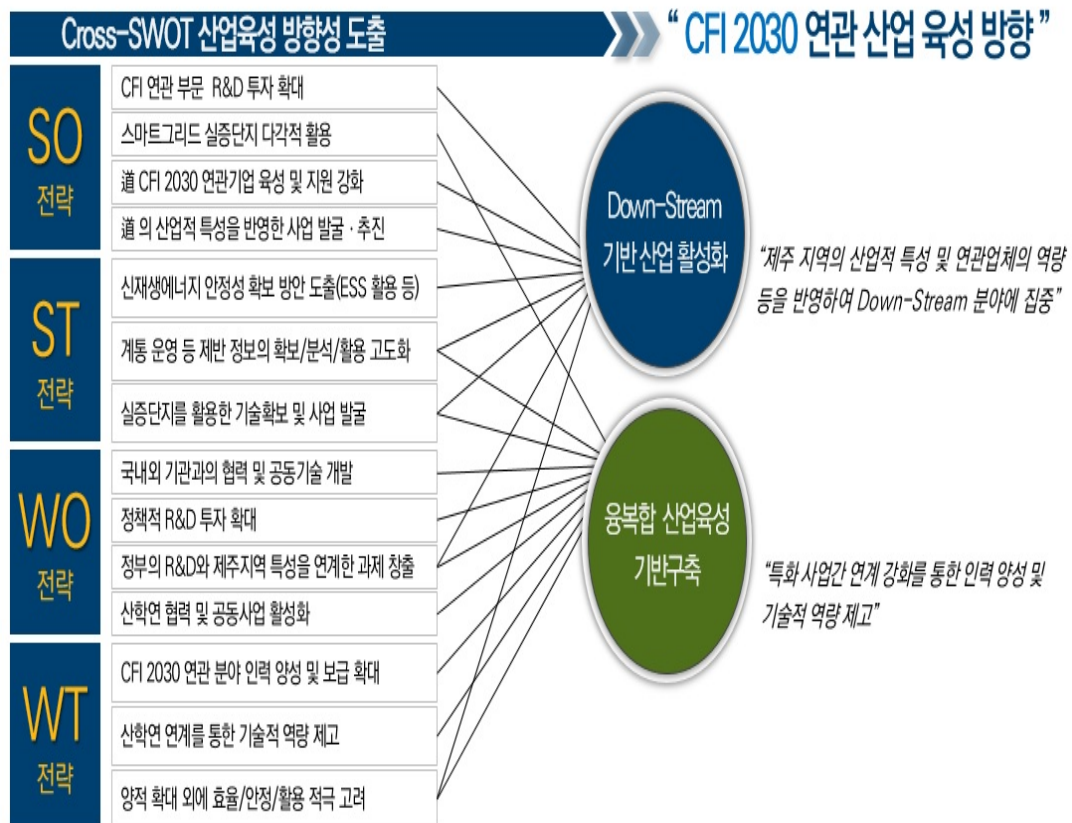 Cross-SWOT 산업육성 방향성 도출
“ CFI 2030 연관 산업 육성 방향 ”
SO
전략
CFI 연관 부문 R&D 투자 확대
스마트그리드 실증단지 다각적 활용
道 CFI 2030 연관기업 육성 및 지원 강화
道 의 산업적 특성을 반영한 사업 발굴 · 추진
ST
전략
신재생에너지 안정성 확보 방안 도출(ESS 활용 등)
계통 운영 등 제반 정보의 확보/분석/활용 고도화
실증단지를 활용한 기술확보 및 사업 발굴
WO
전략
국내외 기관과의 협력 및 공동기술 개발
정책적 R&D 투자 확대
정부의 R&D와 제주지역 특성을 연계한 과제 창출
산학연 협력 및 공동사업 활성화
WT
전략
CFI 2030 연관 분야 인력 양성 및 보급 확대
산학연 연계를 통한 기술적 역량 제고
양적 확대 외에 효율/안정/활용 적극 고려
Down-Stream
기반 산업 활성화
“제주 지역의 산업적 특성 및 연관업체의 역량
등을 반영하여 Down-Stream 분야에 집중”
융복합 산업육성
기반구축
“특화 사업간 연계 강화를 통한 인력 양성 및
기술적 역량 제고”